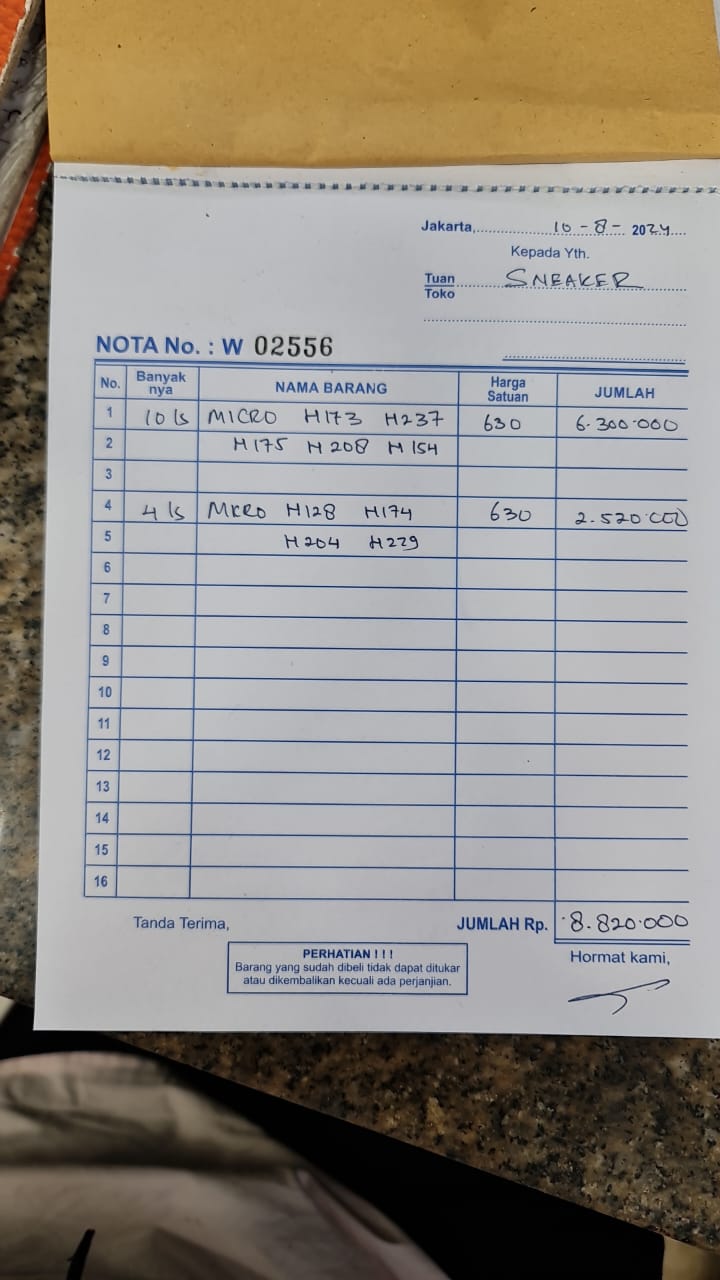 Jakarta, 10 - 8 - 2024
Kepada Yth.
Tuan SNEAKER
Toko
NOTA No. : W 02556
No. Banyak nya NAMA BARANG Harga Satuan JUMLAH
1 10 ls MICRO H173 H237 630 6.300.000
2 H175 H208 H154
3
4 4 ls MICRO H128 H174 630 2.520.000
5 H204 H229
6
7
8
9
10
11
12
13
14
15
16
Tanda Terima, JUMLAH Rp. 8.820.000
PERHATIAN ! ! !
Barang yang sudah dibeli tidak dapat ditukar
atau dikembalikan kecuali ada perjanjian.
Hormat kami,